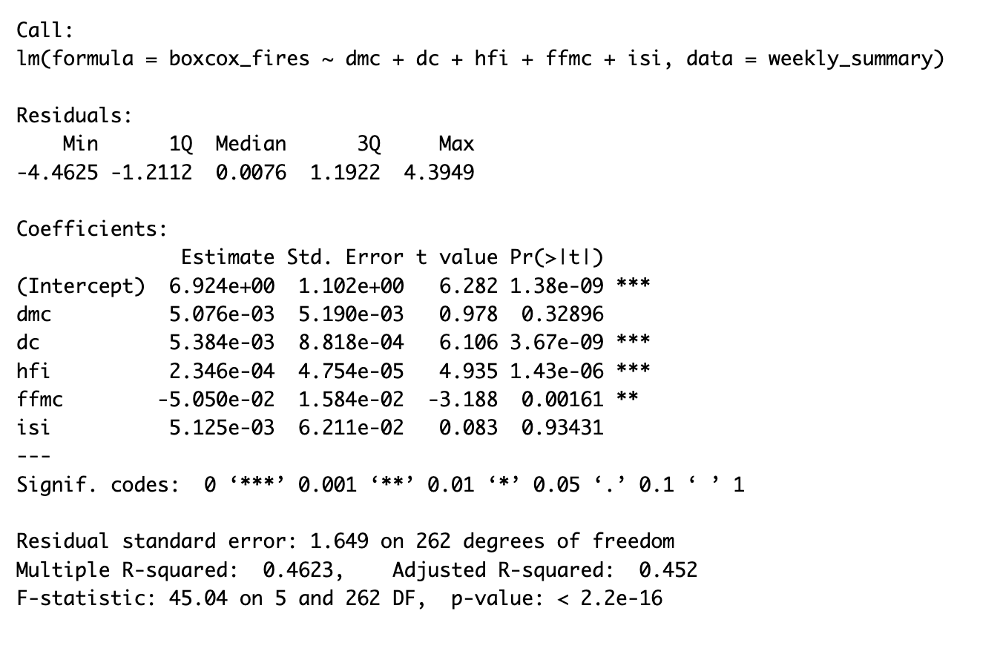 Call:
lm(formula = boxcox_fires ~ dmc + dc + hfi + ffmc + isi, data = weekly_summary)
Residuals:
Min 1Q Median 3Q Max
-4.4625 -1.2112 0.0076 1.1922 4.3949
Coefficients:
Estimate Std. Error t value Pr(>|t|)
(Intercept) 6.924e+00 1.102e+00 6.282 1.38e-09 ***
dmc 5.076e-03 5.190e-03 0.978 0.32896
dc 5.384e-03 8.818e-04 6.106 3.67e-09 ***
hfi 2.346e-04 4.754e-05 4.935 1.43e-06 ***
ffmc -5.050e-02 1.584e-02 -3.188 0.00161 **
isi 5.125e-03 6.211e-02 0.083 0.93431
---
Signif. codes: 0 ‘***’ 0.001 ‘**’ 0.01 ‘*’ 0.05 ‘.’ 0.1 ‘ ’ 1
Residual standard error: 1.649 on 262 degrees of freedom
Multiple R-squared: 0.4623, Adjusted R-squared: 0.452
F-statistic: 45.04 on 5 and 262 DF, p-value: < 2.2e-16